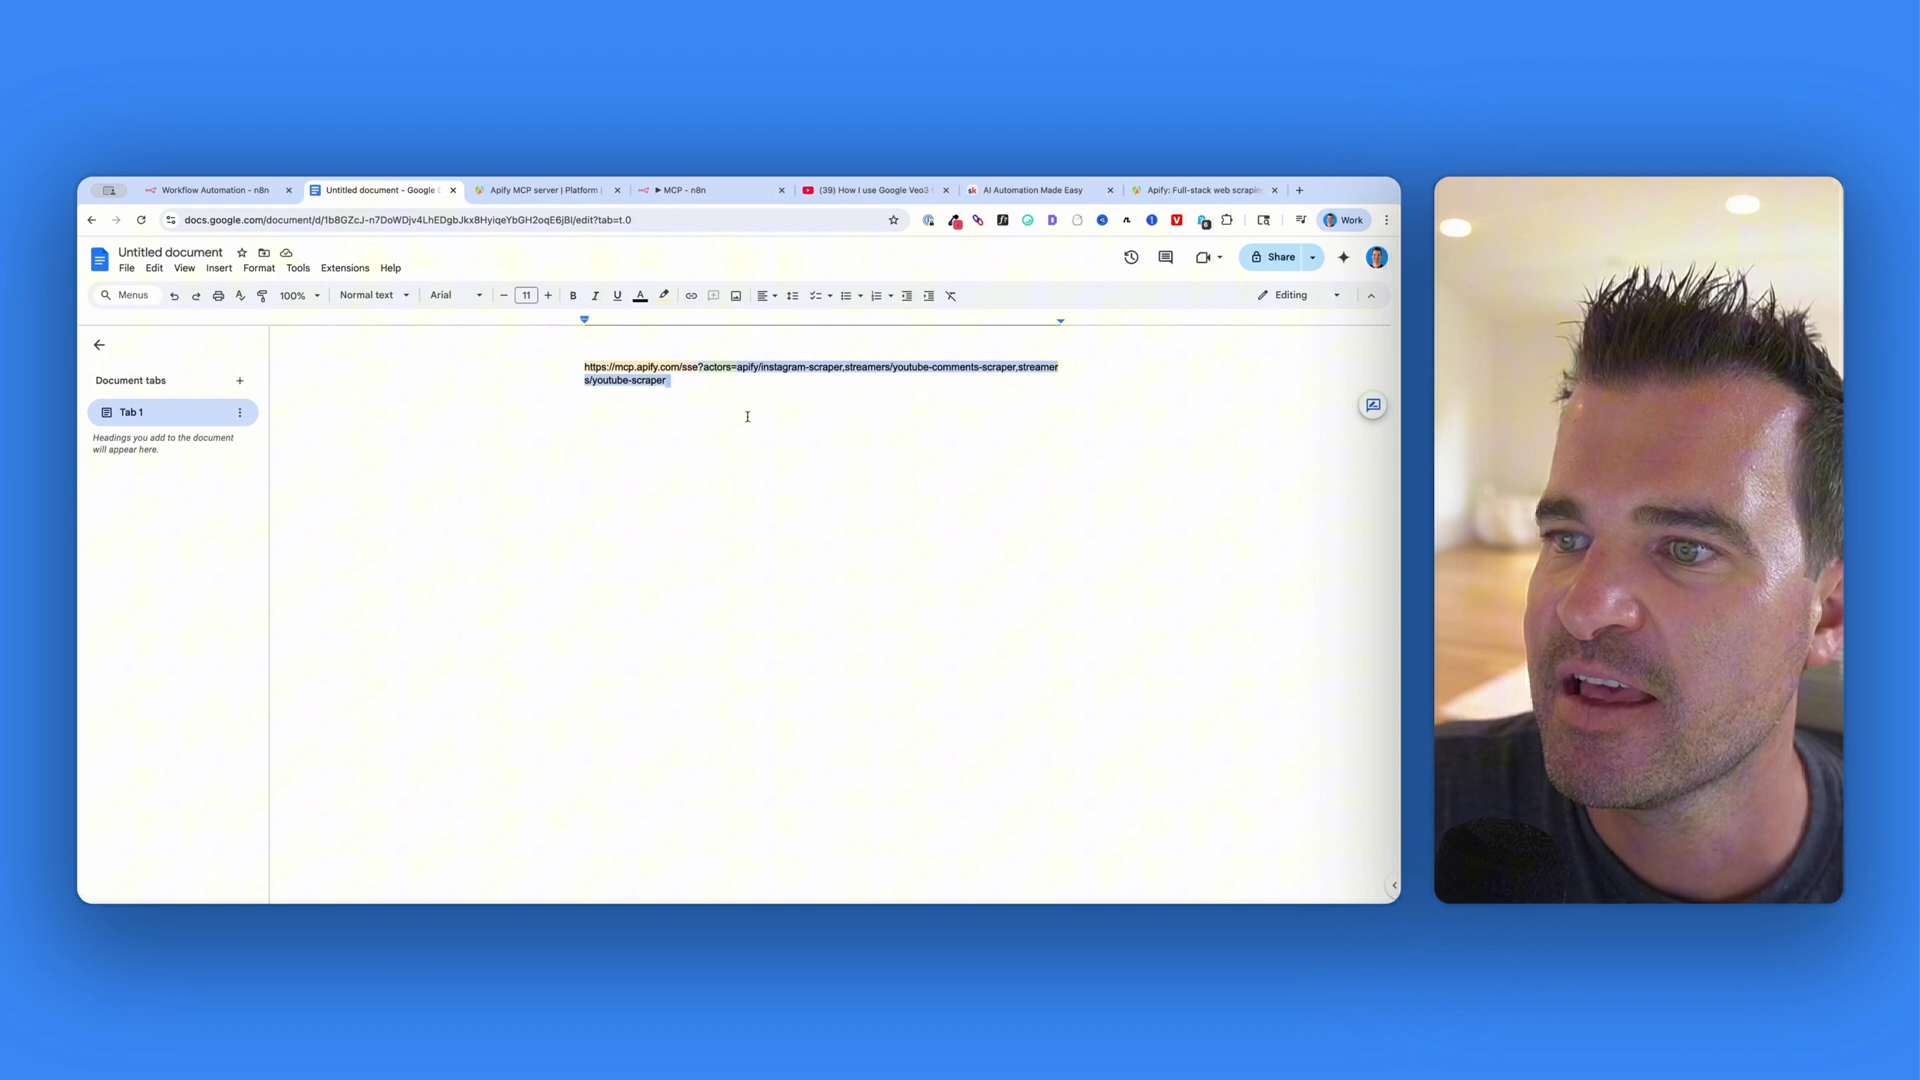 Workflow Automation - n8n
Untitled document - Google D
Apify MCP server | Platform |
▶ MCP - n8n
(39) How I use Google Veo3
AI Automation Made Easy
Apify: Full-stack web scrapin
docs.google.com/document/d/1b8GZcJ-n7DoWDjv4LhEDgbJkx8HyiqeYbGH2oqE6jBI/edit?tab=t.0
Work
Untitled document
File Edit View Insert Format Tools Extensions Help
Share
Menus
100%
Normal text
Arial
11
Editing
Document tabs
Tab 1
Headings you add to the document
will appear here.
https://mcp.apify.com/sse?actors=apify/instagram-scraper,streamers/youtube-comments-scraper,streamer
s/youtube-scraper